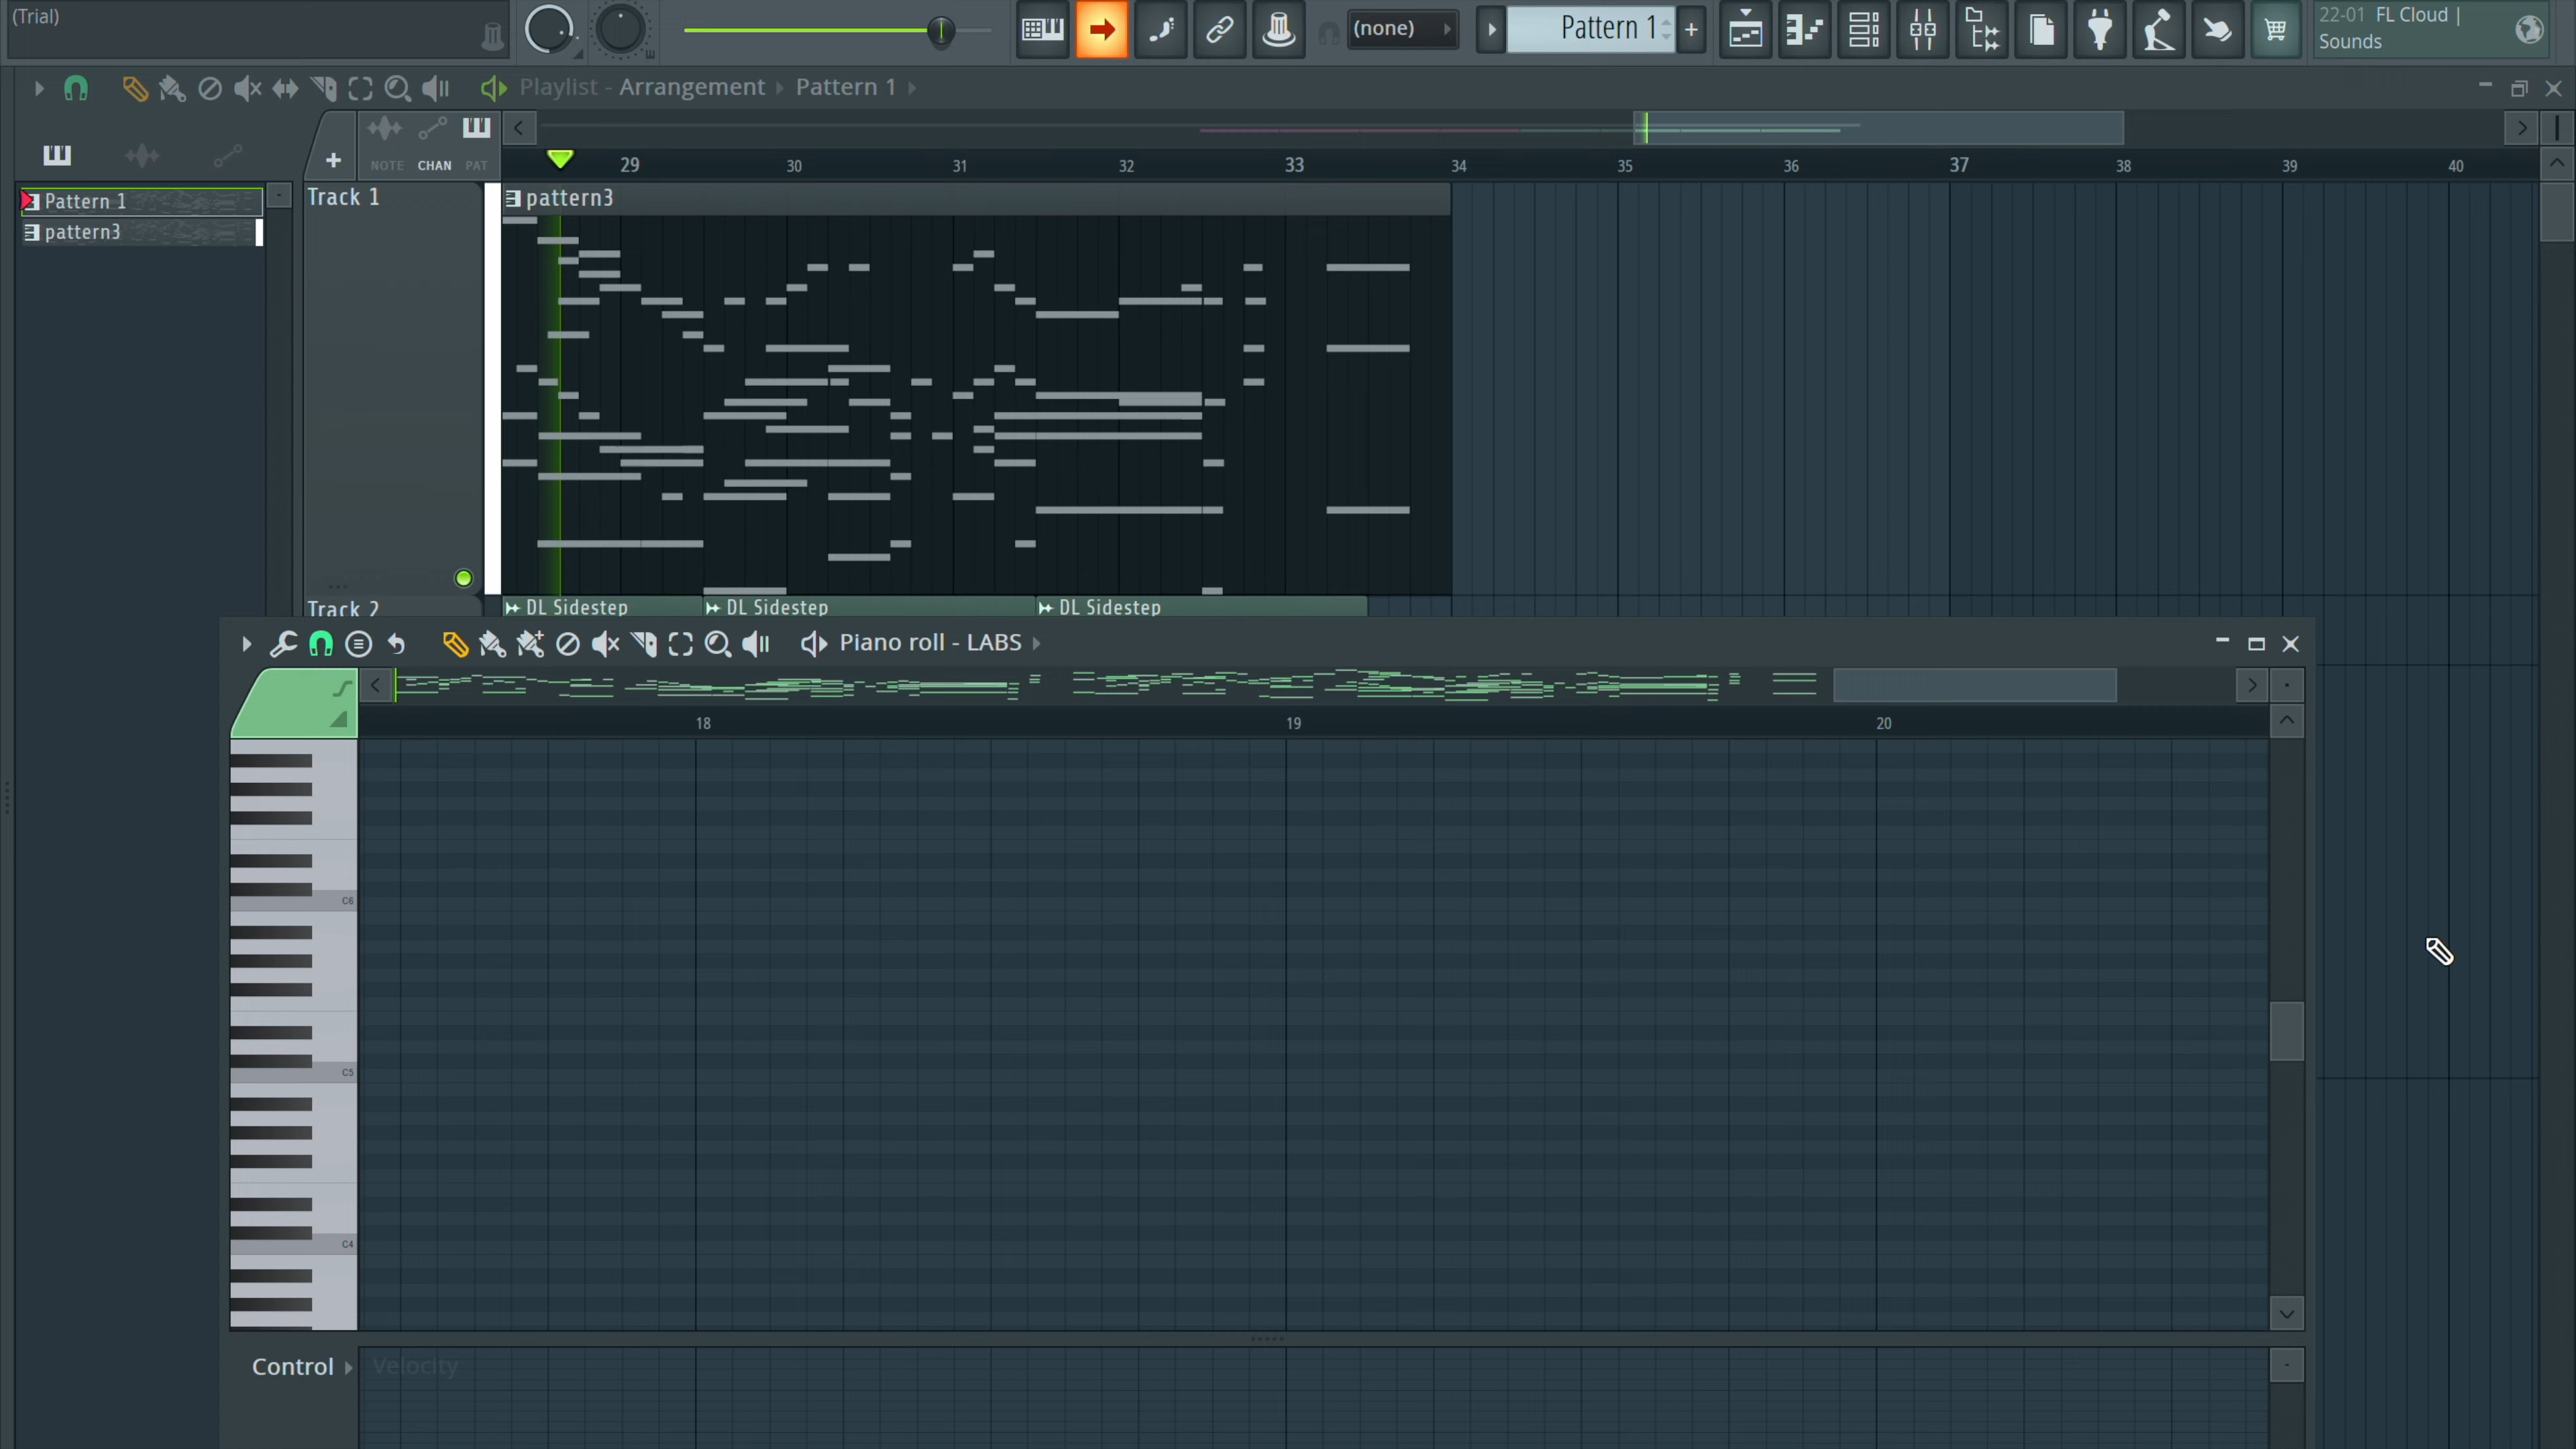 (Trial)
(none)
Pattern 1
+
22-01 FL Cloud |
Sounds
Playlist - Arrangement
Pattern 1
NOTE CHAN PAT
29 30 31 32 33 34 35 36 37 38 39 40
Pattern 1
pattern3
Track 1
pattern3
Track 2
DL Sidestep
DL Sidestep
DL Sidestep
Piano roll - LABS
18 19 20
C6
C5
C4
Control
Velocity